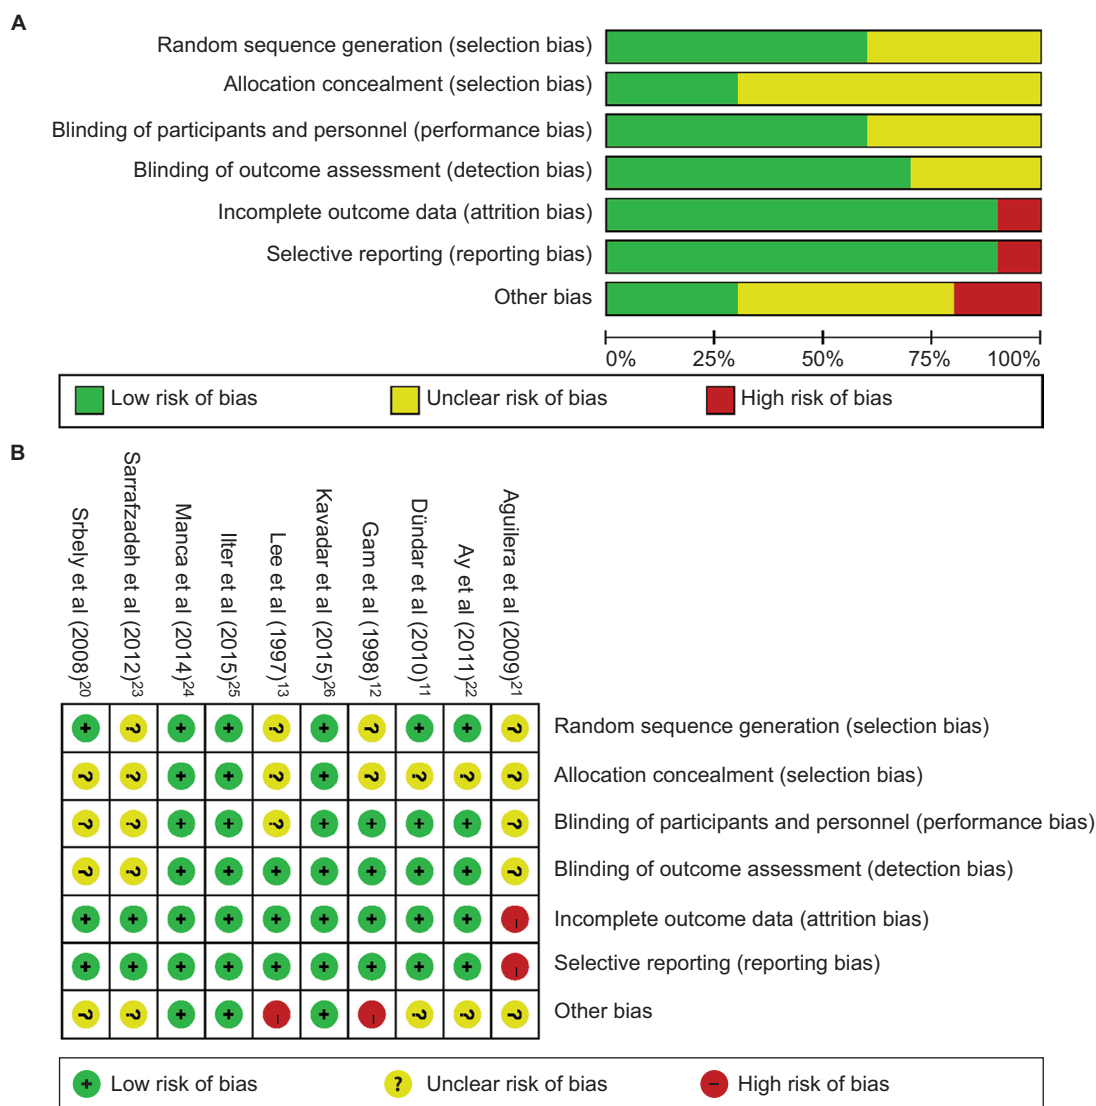 A
Random sequence generation (selection bias)
Allocation concealment (selection bias)
Blinding of participants and personnel (performance bias)
Blinding of outcome assessment (detection bias)
Incomplete outcome data (attrition bias)
Selective reporting (reporting bias)
Other bias
0% 25% 50% 75% 100%
Low risk of bias Unclear risk of bias High risk of bias
B
Srbely et al (2008)20
Sarrafzadeh et al (2012)23
Manca et al (2014)24
Ilter et al (2015)25
Lee et al (1997)13
Kavadar et al (2015)26
Gam et al (1998)12
Dündar et al (2010)11
Ay et al (2011)22
Aguilera et al (2009)21
+ ? + + ? + ? + + ? Random sequence generation (selection bias)
? ? + + ? + ? ? ? ? Allocation concealment (selection bias)
? ? + + ? + + + + ? Blinding of participants and personnel (performance bias)
? ? + + + + + + + ? Blinding of outcome assessment (detection bias)
+ + + + + + + + + – Incomplete outcome data (attrition bias)
+ + + + + + + + + – Selective reporting (reporting bias)
? ? + + – + – ? ? ? Other bias
+ Low risk of bias ? Unclear risk of bias – High risk of bias